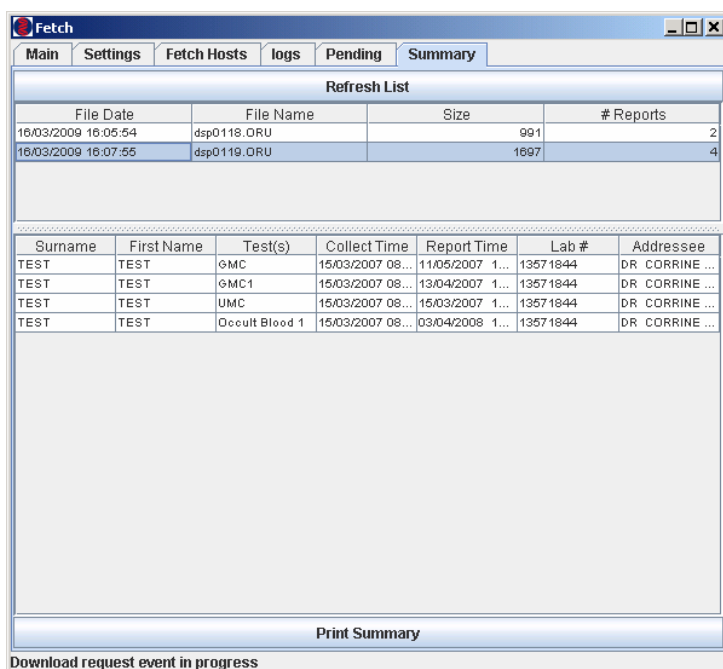 Fetch
Main Settings Fetch Hosts logs Pending Summary
Refresh List
File Date File Name Size # Reports
16/03/2009 16:05:54 dsp0118.ORU 991 2
16/03/2009 16:07:55 dsp0119.ORU 1697 4
Surname First Name Test(s) Collect Time Report Time Lab # Addressee
TEST TEST GMC 15/03/2007 08... 11/05/2007 1... 13571844 DR CORRINE ...
TEST TEST GMC1 15/03/2007 08... 13/04/2007 1... 13571844 DR CORRINE ...
TEST TEST UMC 15/03/2007 08... 15/03/2007 1... 13571844 DR CORRINE ...
TEST TEST Occult Blood 1 15/03/2007 08... 03/04/2008 1... 13571844 DR CORRINE ...
Print Summary
Download request event in progress